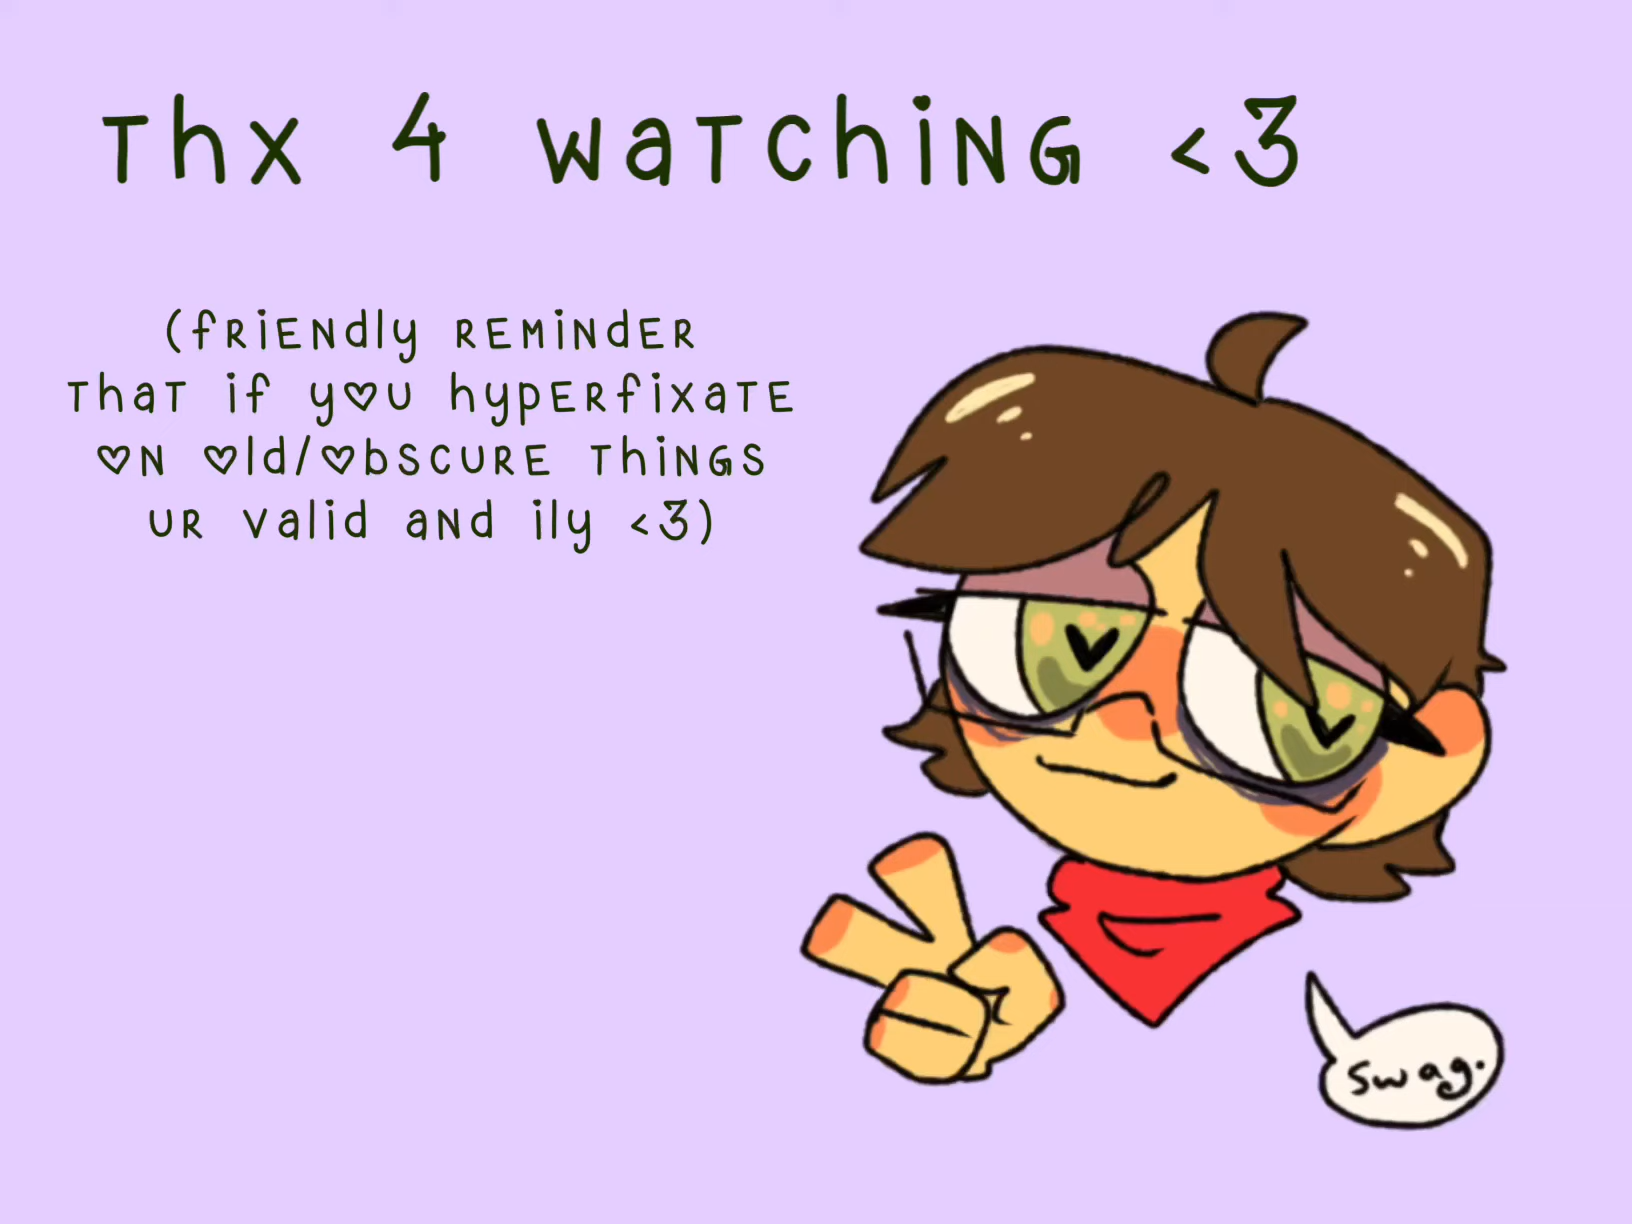 Thx 4 watching <3
(friendly reminder
that if you hyperfixate
on old/obscure things
ur valid and ily <3)
swag.